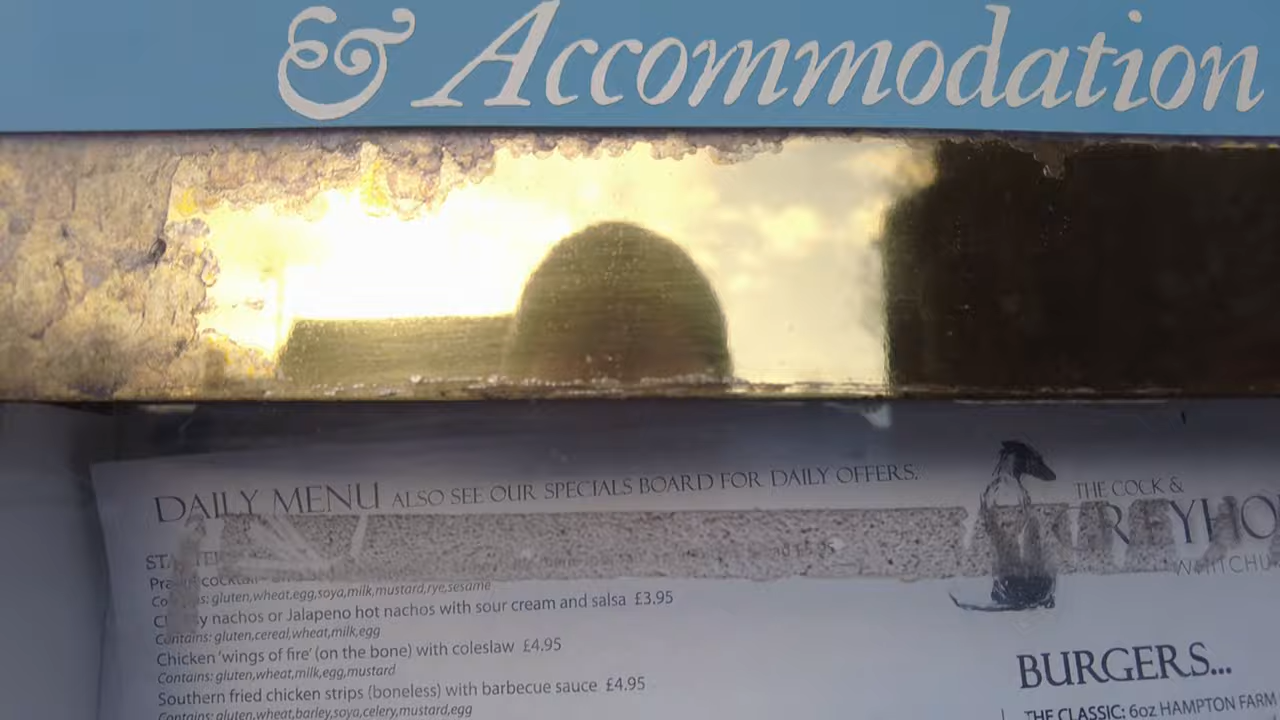 & Accommodation
DAILY MENU ALSO SEE OUR SPECIALS BOARD FOR DAILY OFFERS.
THE COCK &
GREYHO
WHITCHU
Contains: gluten,wheat,egg,soya,milk,mustard,rye,sesame
nachos or Jalapeno hot nachos with sour cream and salsa £3.95
Contains: gluten,cereal,wheat,milk,egg
Chicken 'wings of fire' (on the bone) with coleslaw £4.95
Contains: gluten,wheat,milk,egg,mustard
Southern fried chicken strips (boneless) with barbecue sauce £4.95
Contains: gluten,wheat,barley,soya,celery,mustard,egg
BURGERS...
THE CLASSIC: 6oz HAMPTON FARM